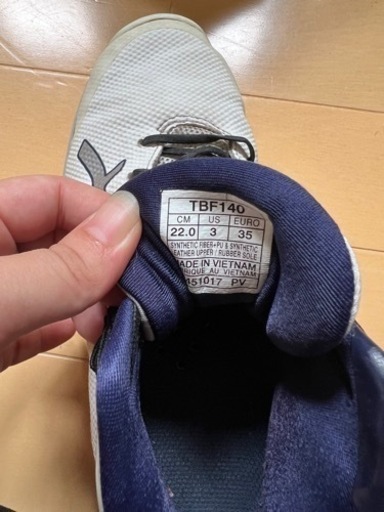 TBF140
CM US EURO
22.0 3 35
SYNTHETIC FIBER+PU & SYNTHETIC
LEATHER UPPER / RUBBER SOLE
MADE IN VIETNAM
FABRIQUE AU VIETNAM
451017 PV